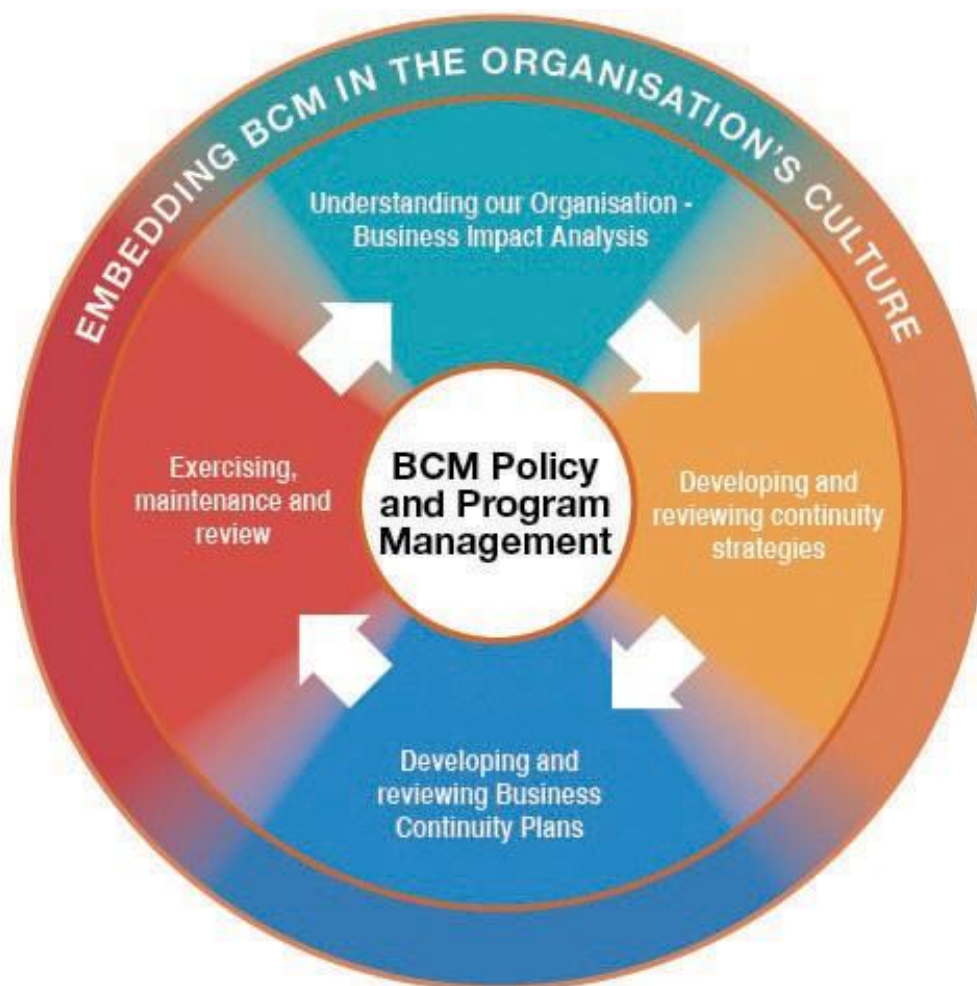 EMBEDDING BCM IN THE ORGANISATION'S CULTURE
Understanding our Organisation -
Business Impact Analysis
Developing and
reviewing continuity
strategies
Developing and
reviewing Business
Continuity Plans
Exercising,
maintenance and
review
BCM Policy
and Program
Management